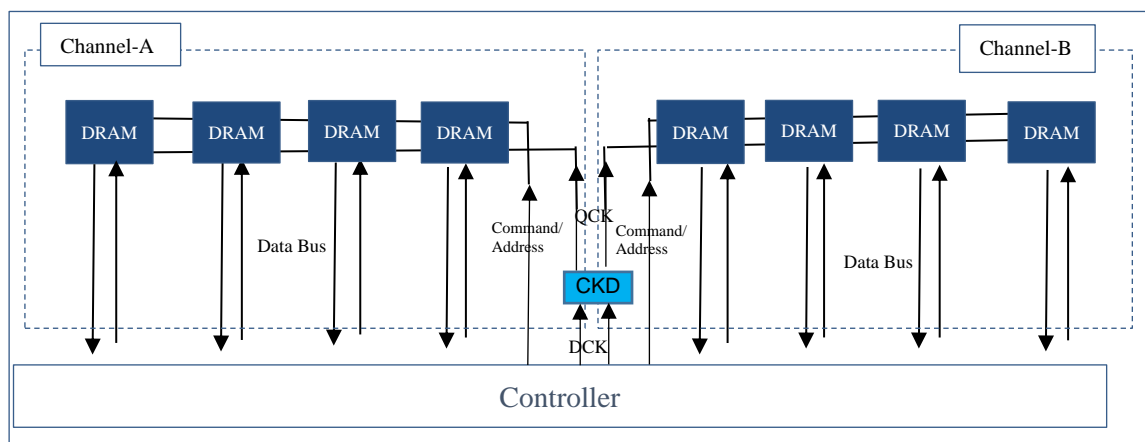 Channel-A
Channel-B
DRAM
DRAM
DRAM
DRAM
DRAM
DRAM
DRAM
DRAM
QCK
Command/
Address
Command/
Address
Data Bus
Data Bus
CKD
DCK
Controller